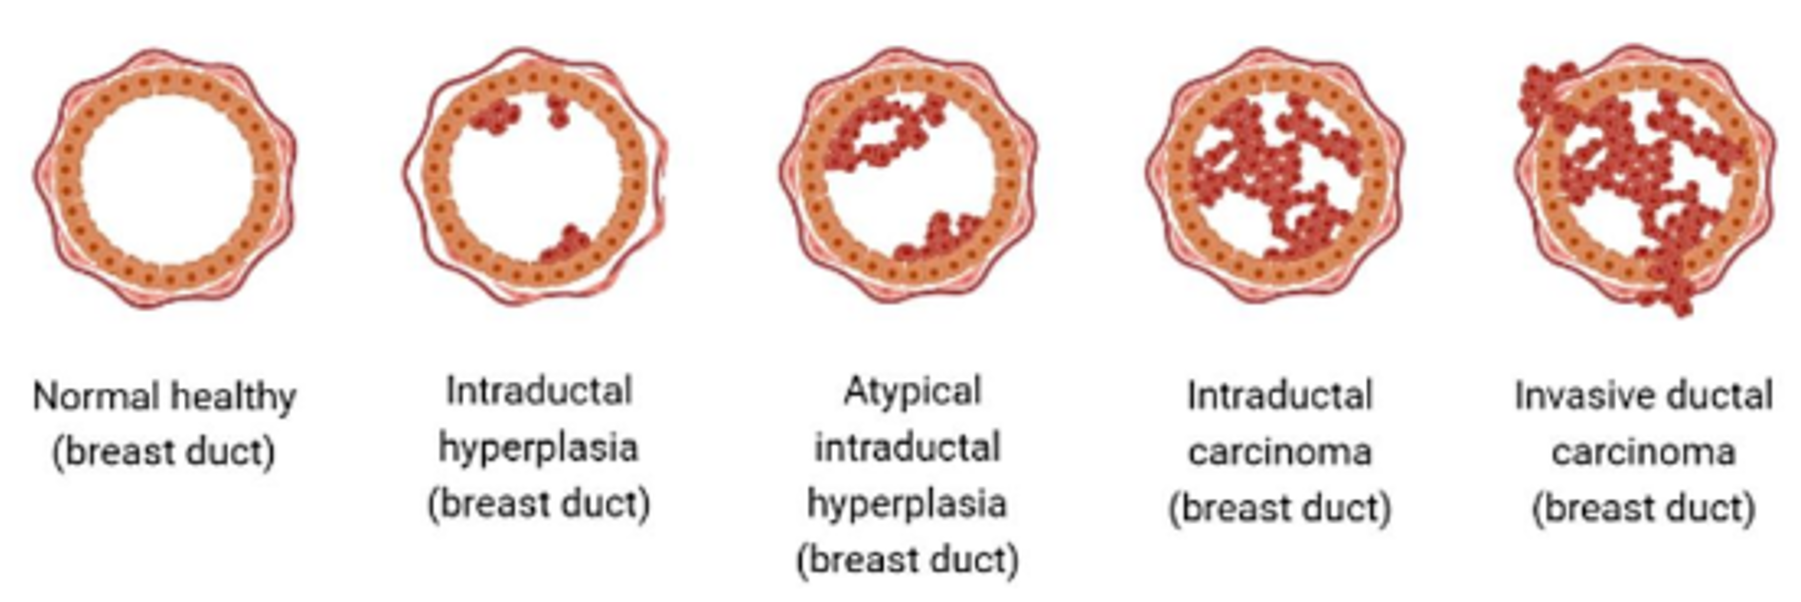 Normal healthy
(breast duct)
Intraductal
hyperplasia
(breast duct)
Atypical
intraductal
hyperplasia
(breast duct)
Intraductal
carcinoma
(breast duct)
Invasive ductal
carcinoma
(breast duct)